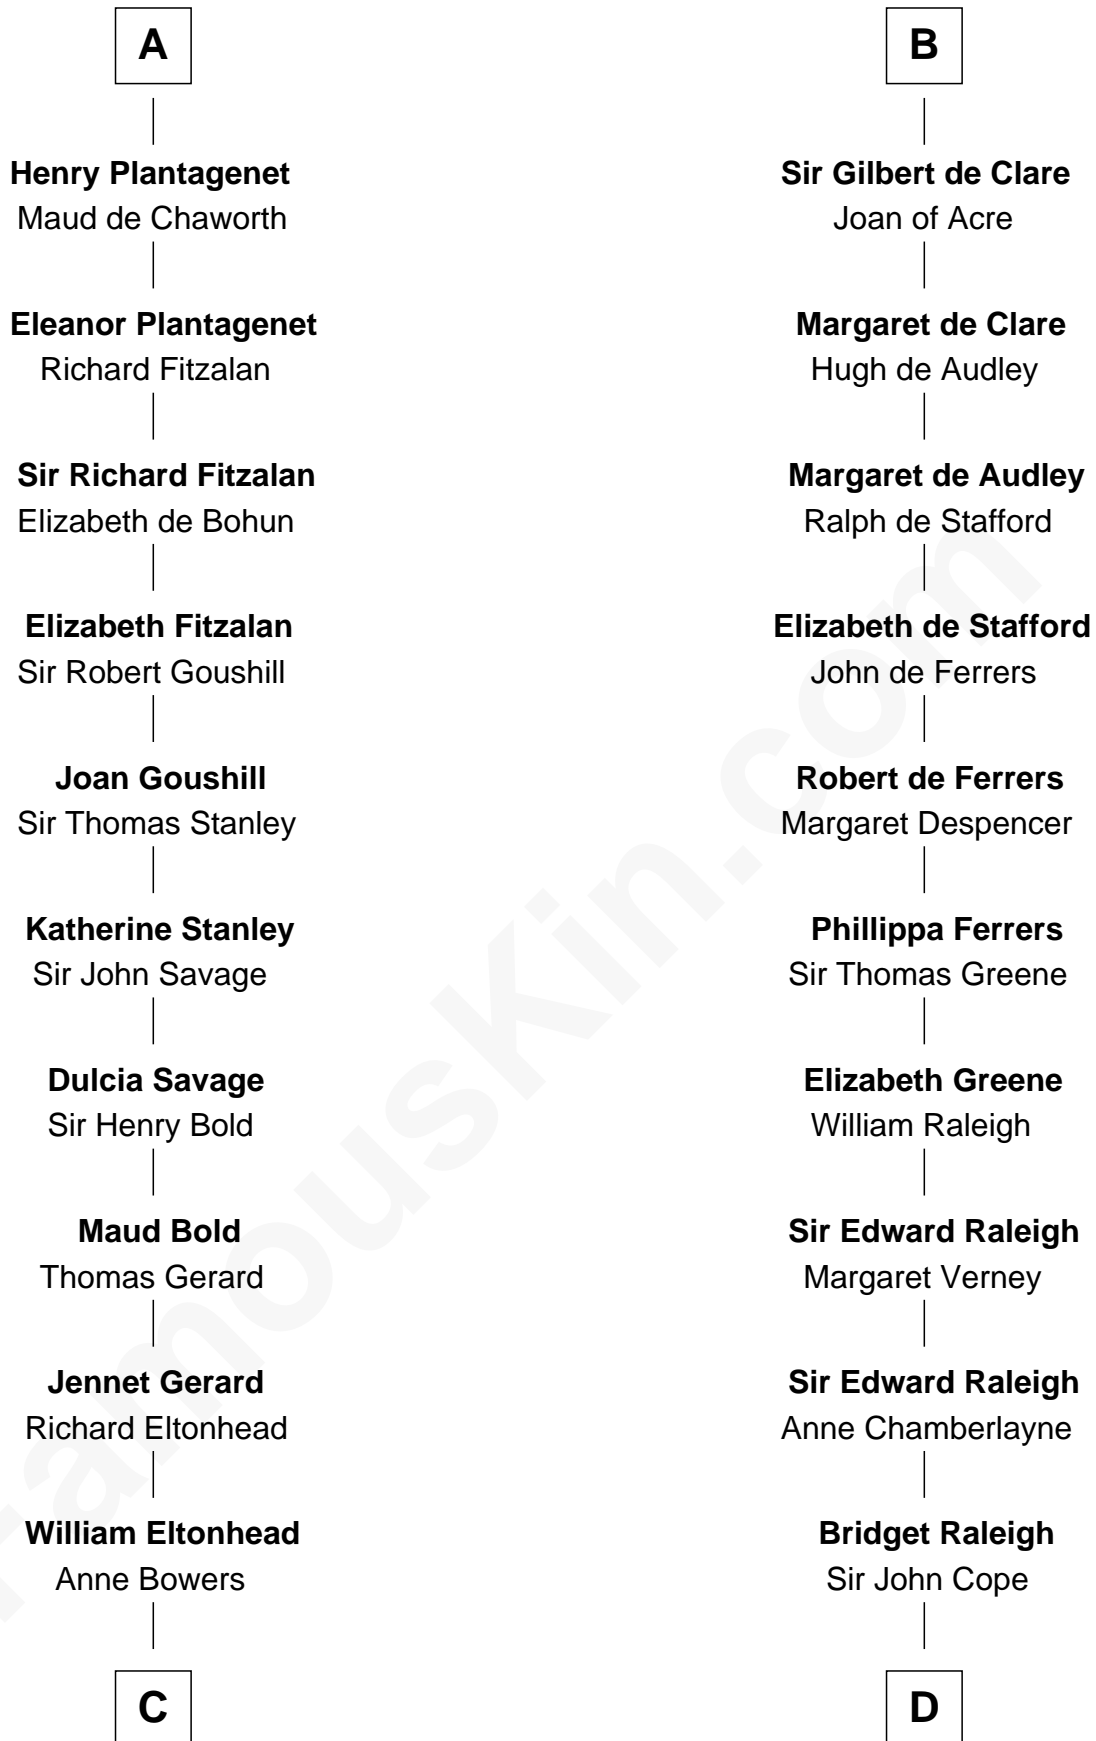 A
Henry Plantagenet
Maud de Chaworth
Eleanor Plantagenet
Richard Fitzalan
Sir Richard Fitzalan
Elizabeth de Bohun
Elizabeth Fitzalan
Sir Robert Goushill
Joan Goushill
Sir Thomas Stanley
Katherine Stanley
Sir John Savage
Dulcia Savage
Sir Henry Bold
Maud Bold
Thomas Gerard
Jennet Gerard
Richard Eltonhead
William Eltonhead
Anne Bowers
C
B
Sir Gilbert de Clare
Joan of Acre
Margaret de Clare
Hugh de Audley
Margaret de Audley
Ralph de Stafford
Elizabeth de Stafford
John de Ferrers
Robert de Ferrers
Margaret Despencer
Phillippa Ferrers
Sir Thomas Greene
Elizabeth Greene
William Raleigh
Sir Edward Raleigh
Margaret Verney
Sir Edward Raleigh
Anne Chamberlayne
Bridget Raleigh
Sir John Cope
D
FamousKin.com